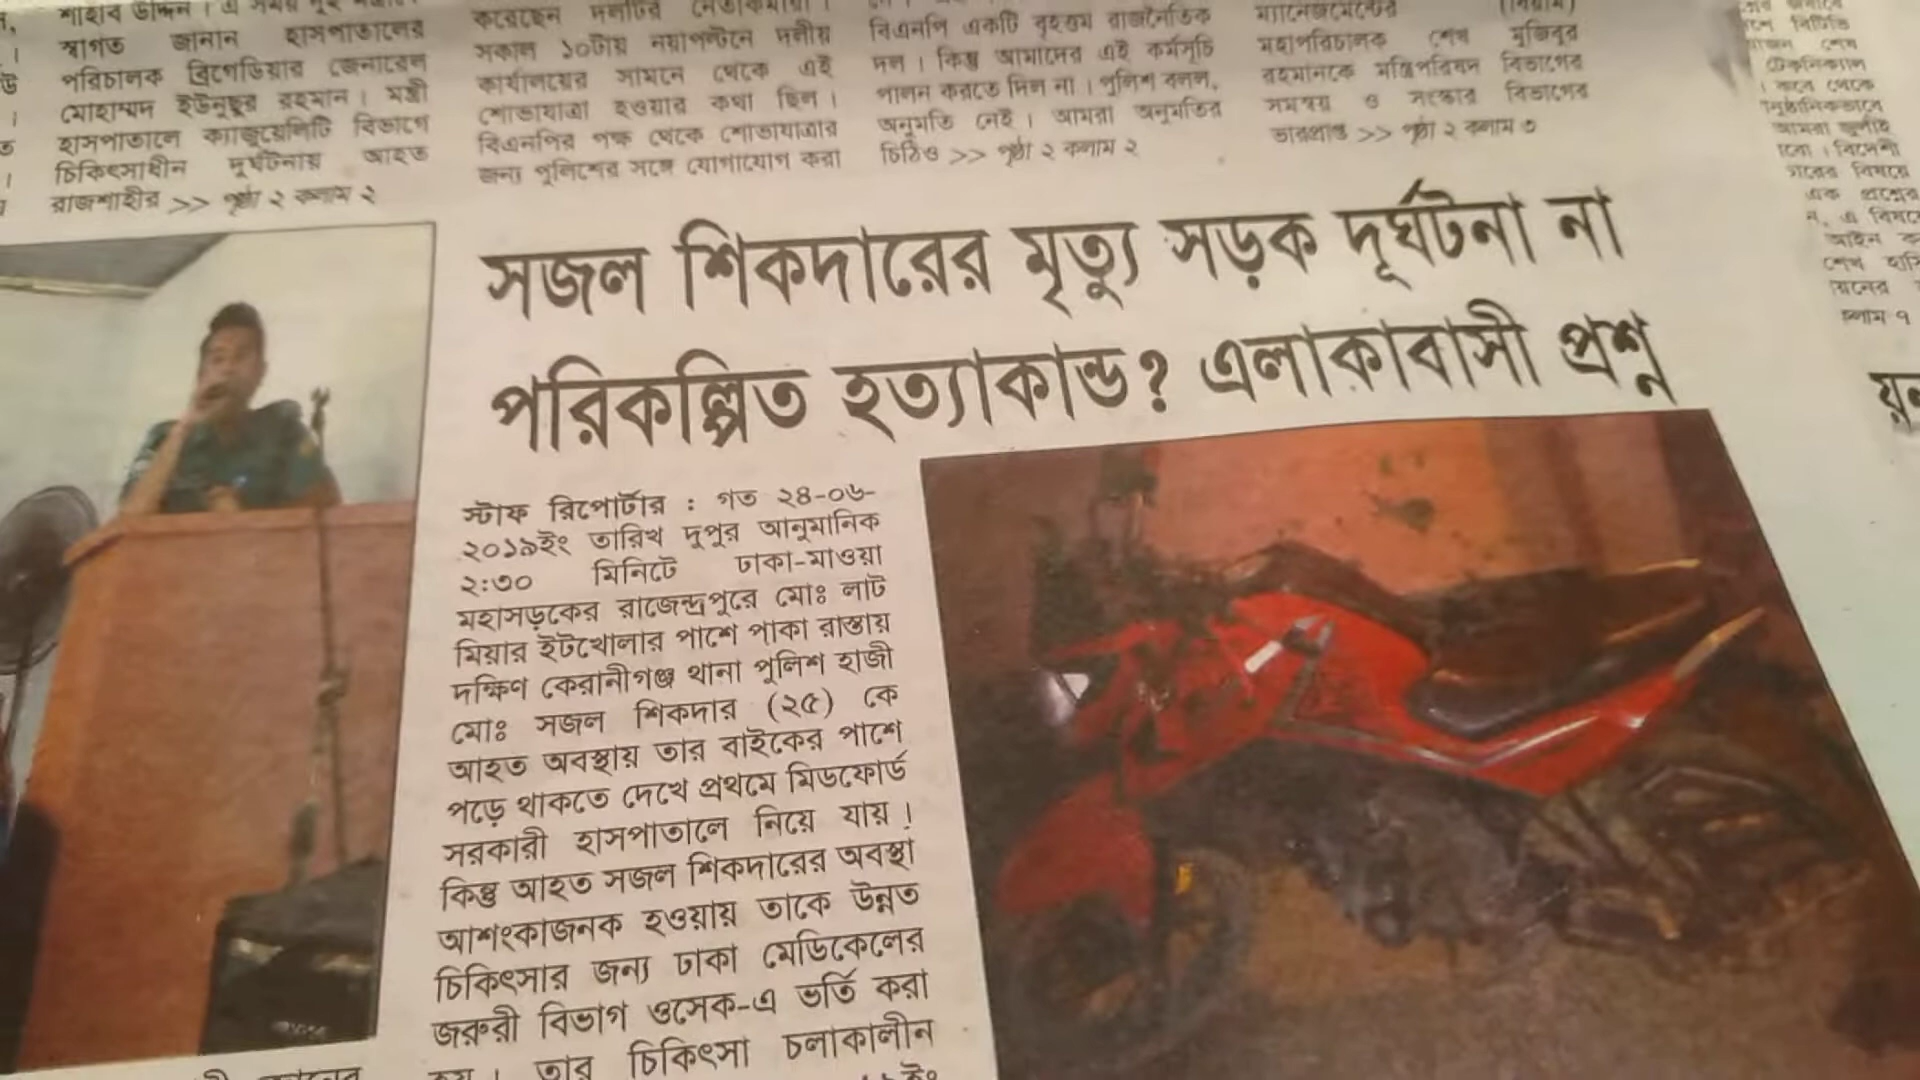 স্বাগত জানান হাসপাতালের
পরিচালক ব্রিগেডিয়ার জেনারেল
মোহাম্মদ ইউনুছুর রহমান। মন্ত্রী
হাসপাতালে ক্যাজুয়েলিটি বিভাগে
চিকিৎসাধীন দুর্ঘটনায় আহত
রাজশাহীর >> পৃষ্ঠা ২ কলাম ২
সকাল ১০টায় নয়াপল্টনে দলীয়
কার্যালয়ের সামনে থেকে এই
শোভাযাত্রা হওয়ার কথা ছিল।
বিএনপির পক্ষ থেকে শোভাযাত্রার
জন্য পুলিশের সঙ্গে যোগাযোগ করা
বিএনপি একটি বৃহত্তম রাজনৈতিক
দল। কিন্তু আমাদের এই কর্মসূচি
পালন করতে দিল না। পুলিশ বলল,
অনুমতি নেই। আমরা অনুমতির
চিঠিও >> পৃষ্ঠা ২ কলাম ২
ম্যানেজমেন্টের (বিয়াম)
মহাপরিচালক শেখ মুজিবুর
রহমানকে মন্ত্রিপরিষদ বিভাগের
সমন্বয় ও সংস্কার বিভাগের
ভারপ্রাপ্ত >> পৃষ্ঠা ২ কলাম ৩
সজল শিকদারের মৃত্যু সড়ক দূর্ঘটনা না
পরিকল্পিত হত্যাকান্ড? এলাকাবাসী প্রশ্ন
স্টাফ রিপোর্টার : গত ২৪-০৬-
২০১৯ইং তারিখ দুপুর আনুমানিক
২:৩০ মিনিটে ঢাকা-মাওয়া
মহাসড়কের রাজেন্দ্রপুরে মোঃ লাট
মিয়ার ইটখোলার পাশে পাকা রাস্তায়
দক্ষিণ কেরানীগঞ্জ থানা পুলিশ হাজী
মোঃ সজল শিকদার (২৫) কে
আহত অবস্থায় তার বাইকের পাশে
পড়ে থাকতে দেখে প্রথমে মিডফোর্ড
সরকারী হাসপাতালে নিয়ে যায়।
কিন্তু আহত সজল শিকদারের অবস্থা
আশংকাজনক হওয়ায় তাকে উন্নত
চিকিৎসার জন্য ঢাকা মেডিকেলের
জরুরী বিভাগ ওসেক-এ ভর্তি করা
হয়। তার চিকিৎসা চলাকালীন